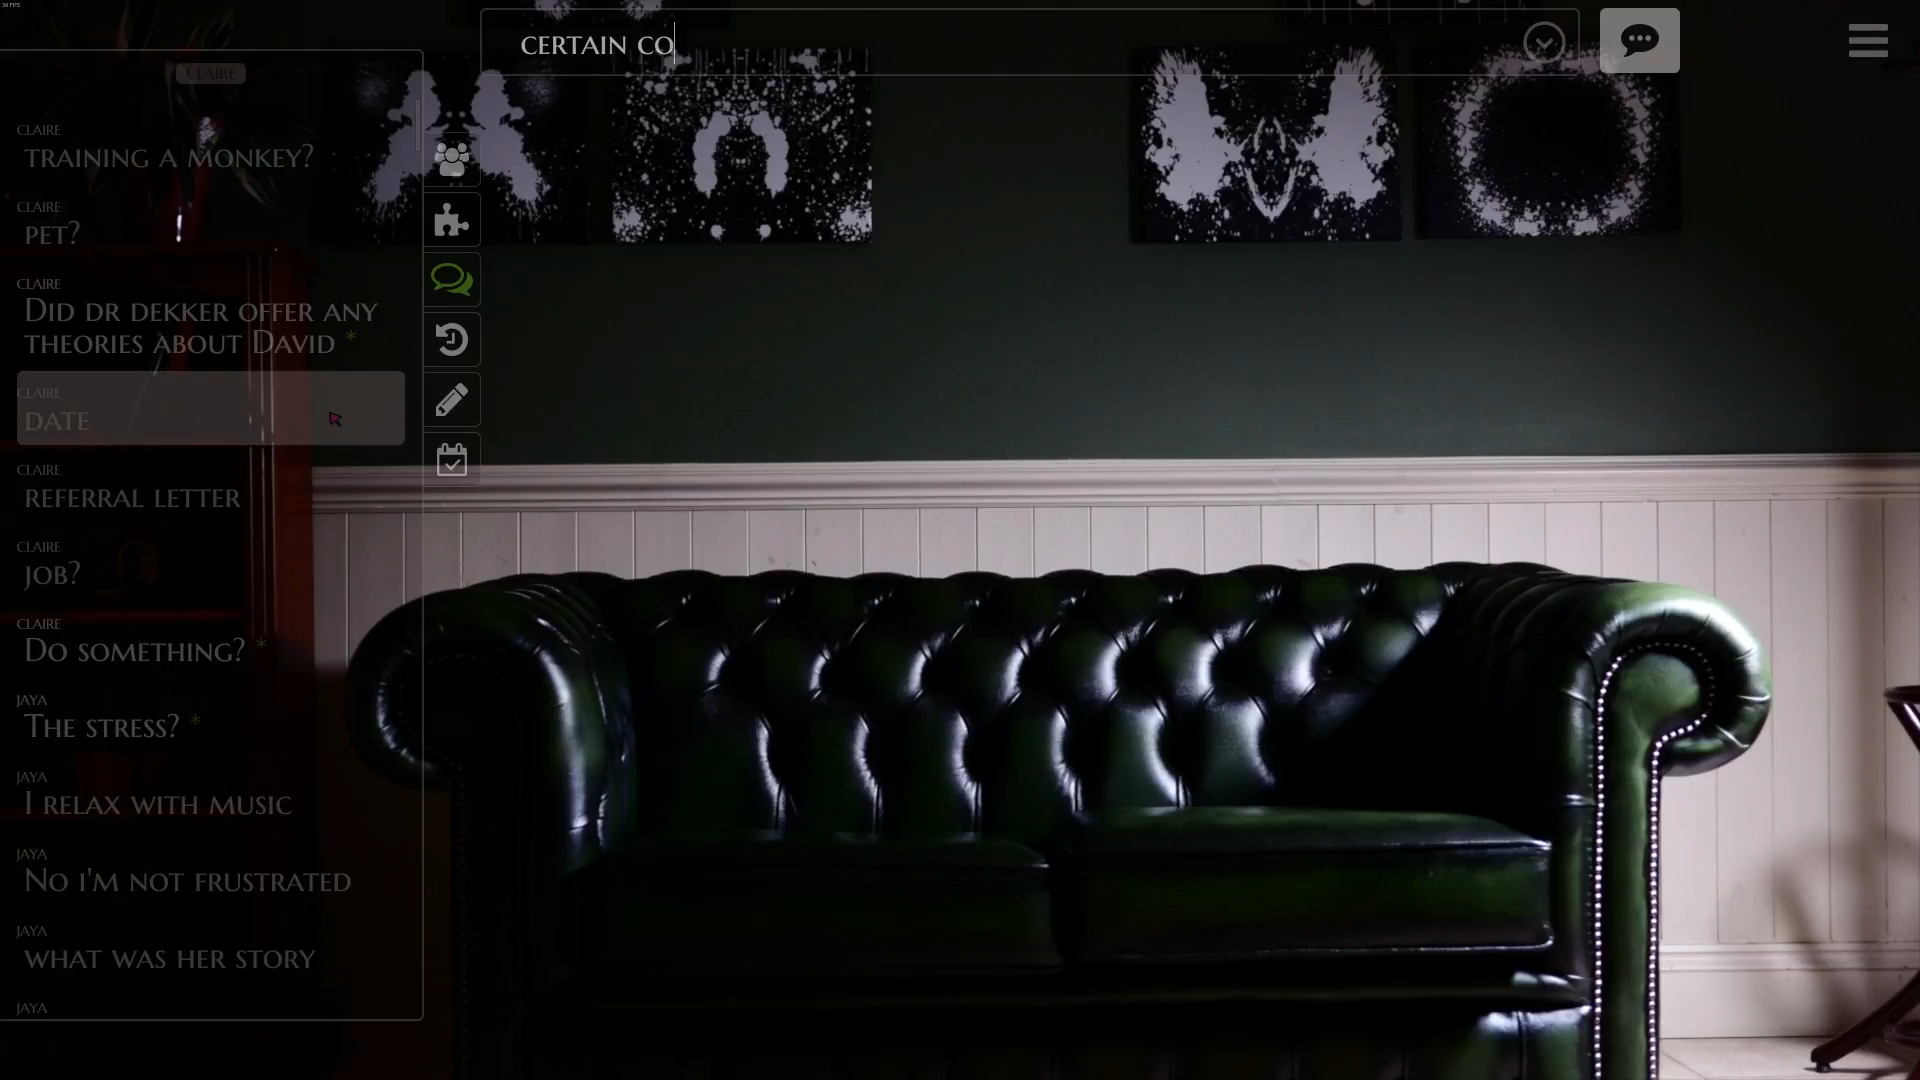 39 FPS
CERTAIN CO
CLAIRE
CLAIRE
TRAINING A MONKEY?
CLAIRE
PET?
CLAIRE
DID DR DEKKER OFFER ANY
THEORIES ABOUT DAVID *
CLAIRE
DATE
CLAIRE
REFERRAL LETTER
CLAIRE
JOB?
CLAIRE
DO SOMETHING? *
JAYA
THE STRESS? *
JAYA
I RELAX WITH MUSIC
JAYA
NO I'M NOT FRUSTRATED
JAYA
WHAT WAS HER STORY
JAYA